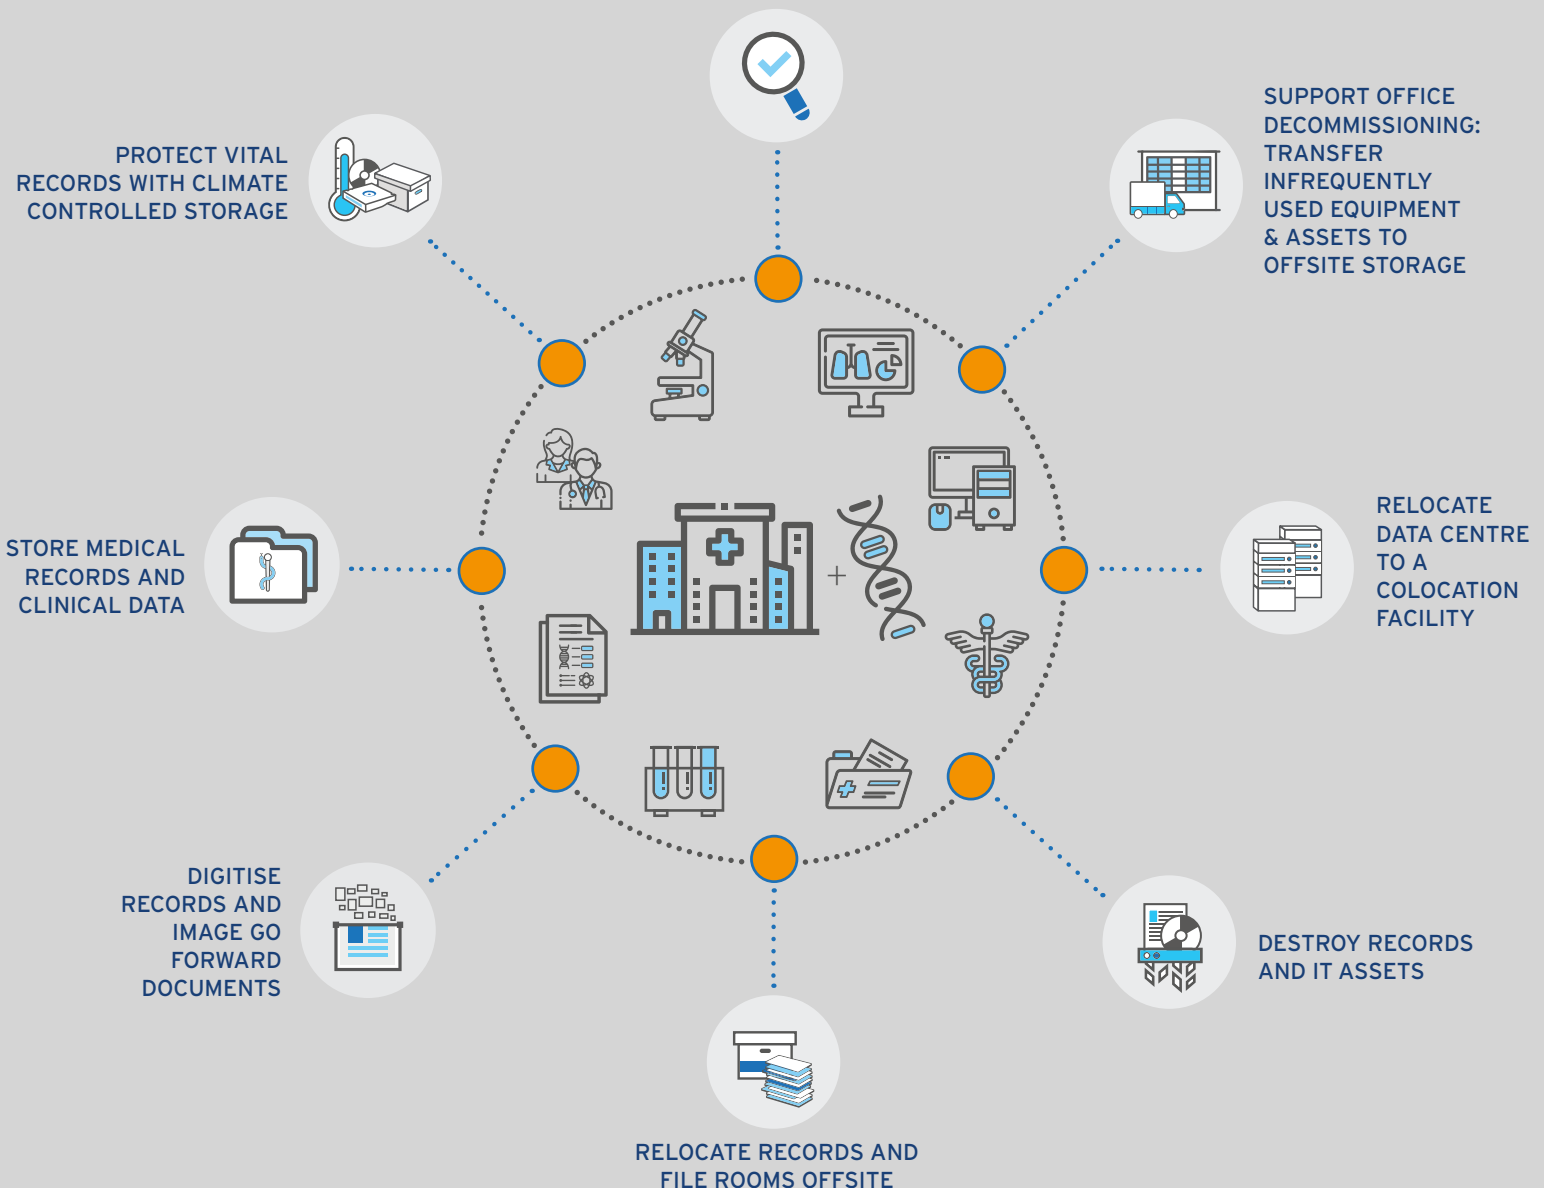 PROTECT VITAL
RECORDS WITH CLIMATE
CONTROLLED STORAGE
SUPPORT OFFICE
DECOMMISSIONING:
TRANSFER
INFREQUENTLY
USED EQUIPMENT
& ASSETS TO
OFFSITE STORAGE
STORE MEDICAL
RECORDS AND
CLINICAL DATA
RELOCATE
DATA CENTRE
TO A
COLOCATION
FACILITY
DIGITISE
RECORDS AND
IMAGE GO
FORWARD
DOCUMENTS
DESTROY RECORDS
AND IT ASSETS
RELOCATE RECORDS AND
FILE ROOMS OFFSITE